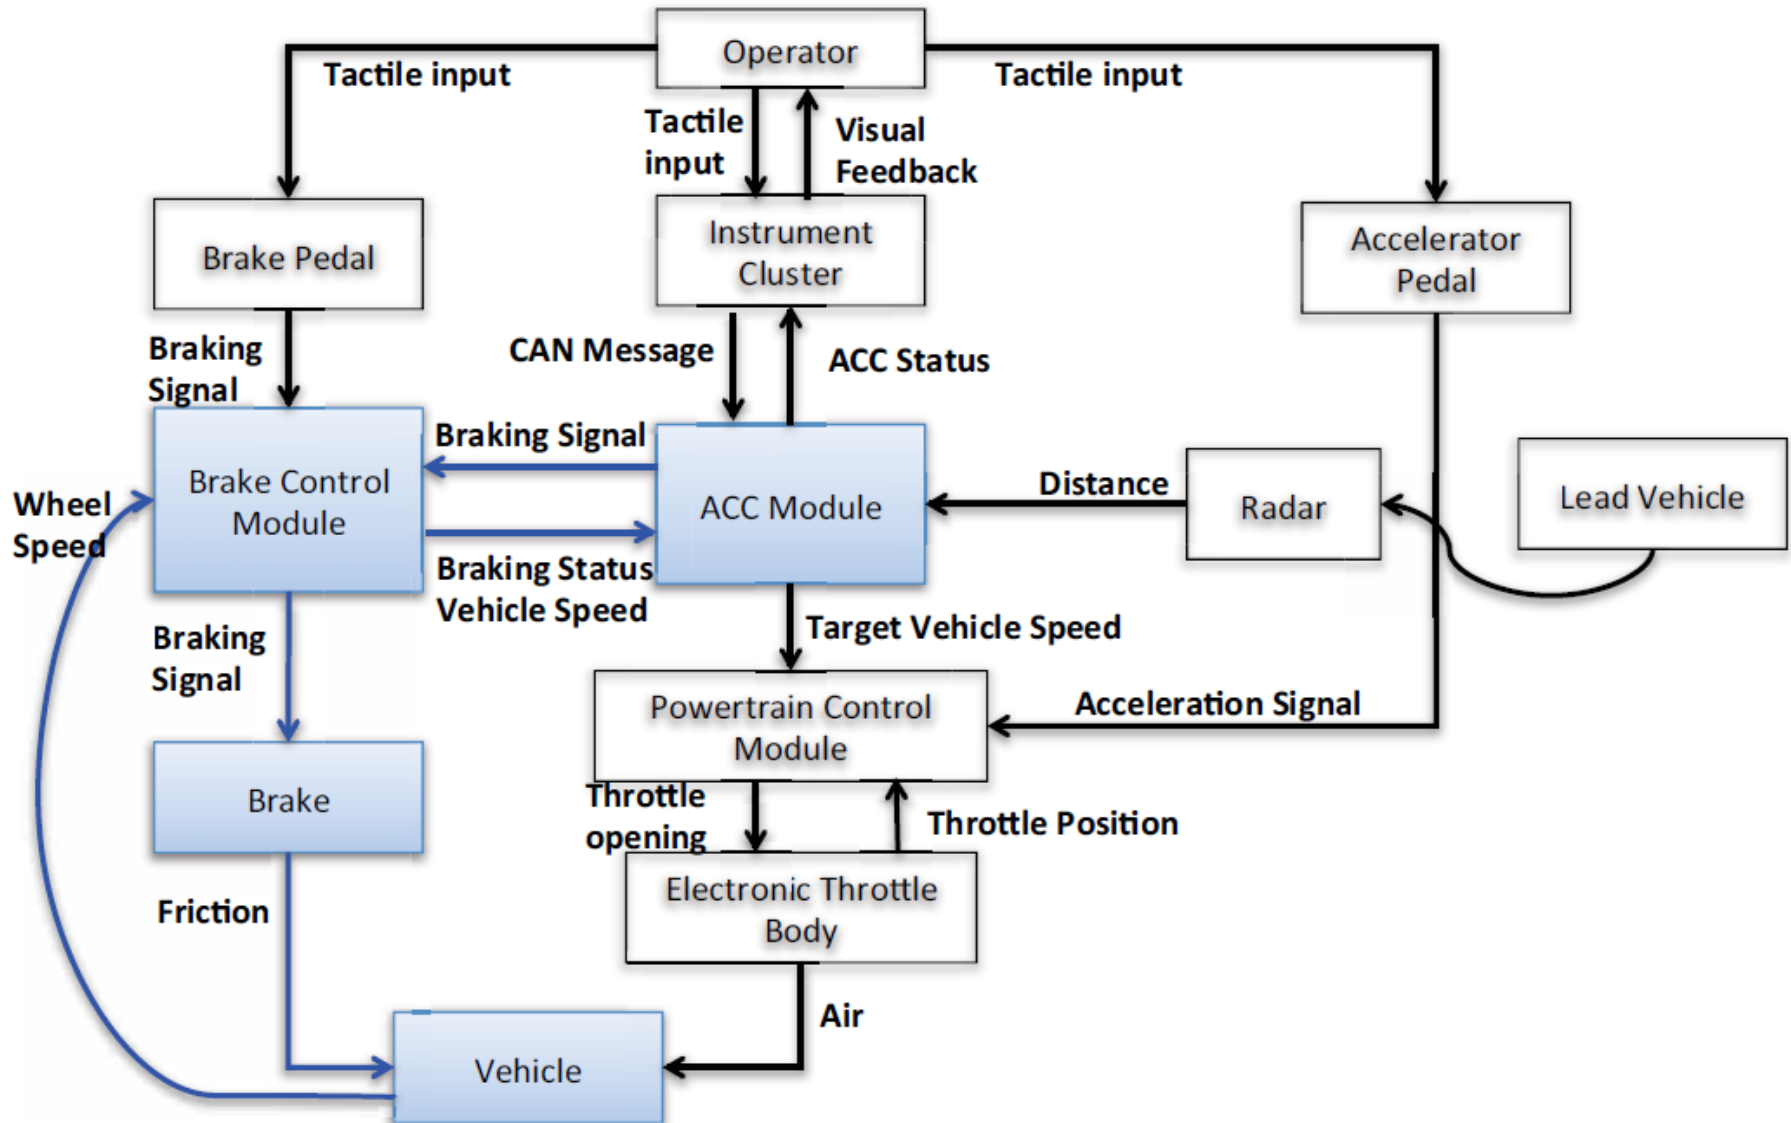 Operator
Tactile input
Tactile input
Tactile
input
Visual
Feedback
Brake Pedal
Instrument
Cluster
Accelerator
Pedal
Braking
Signal
CAN Message
ACC Status
Braking Signal
Wheel
Speed
Brake Control
Module
ACC Module
Distance
Radar
Lead Vehicle
Braking Status
Vehicle Speed
Braking
Signal
Target Vehicle Speed
Powertrain Control
Module
Acceleration Signal
Brake
Throttle
opening
Throttle Position
Electronic Throttle
Body
Friction
Air
Vehicle